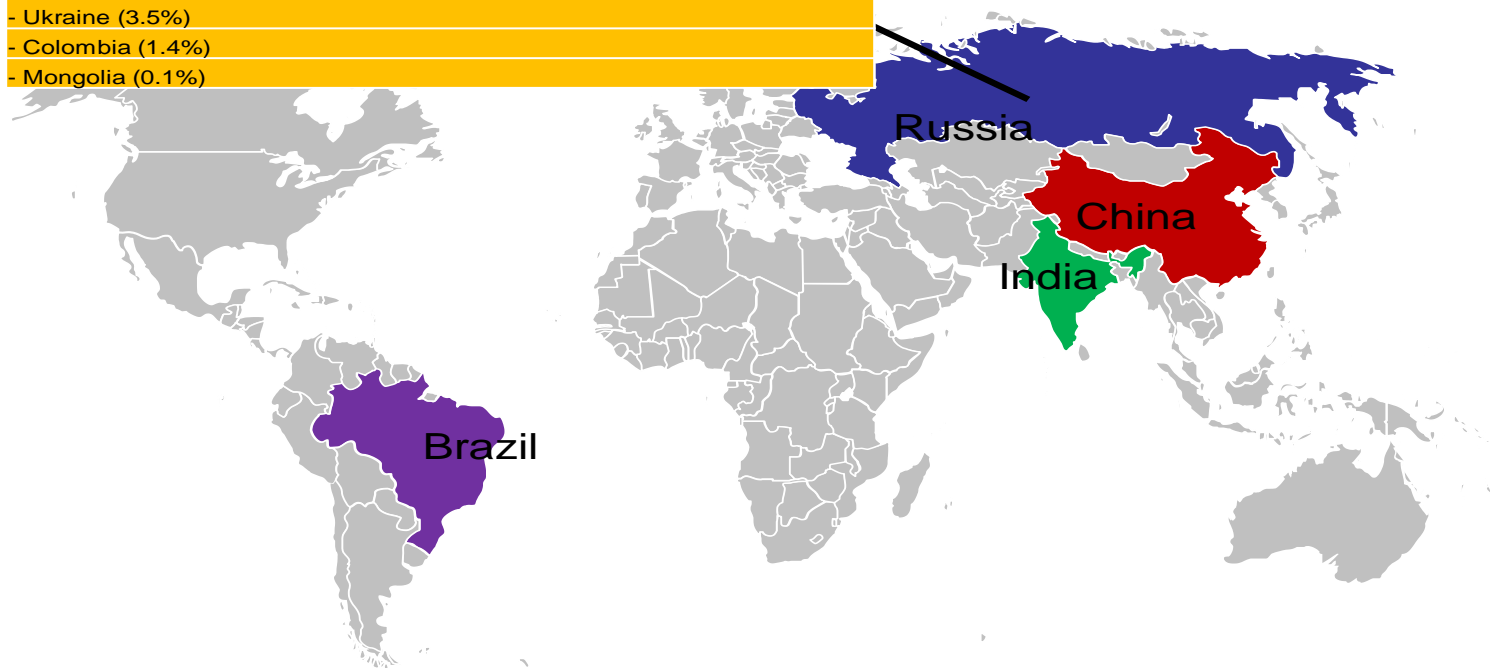 - Ukraine (3.5%)
- Colombia (1.4%)
- Mongolia (0.1%)
Russia
China
India
Brazil